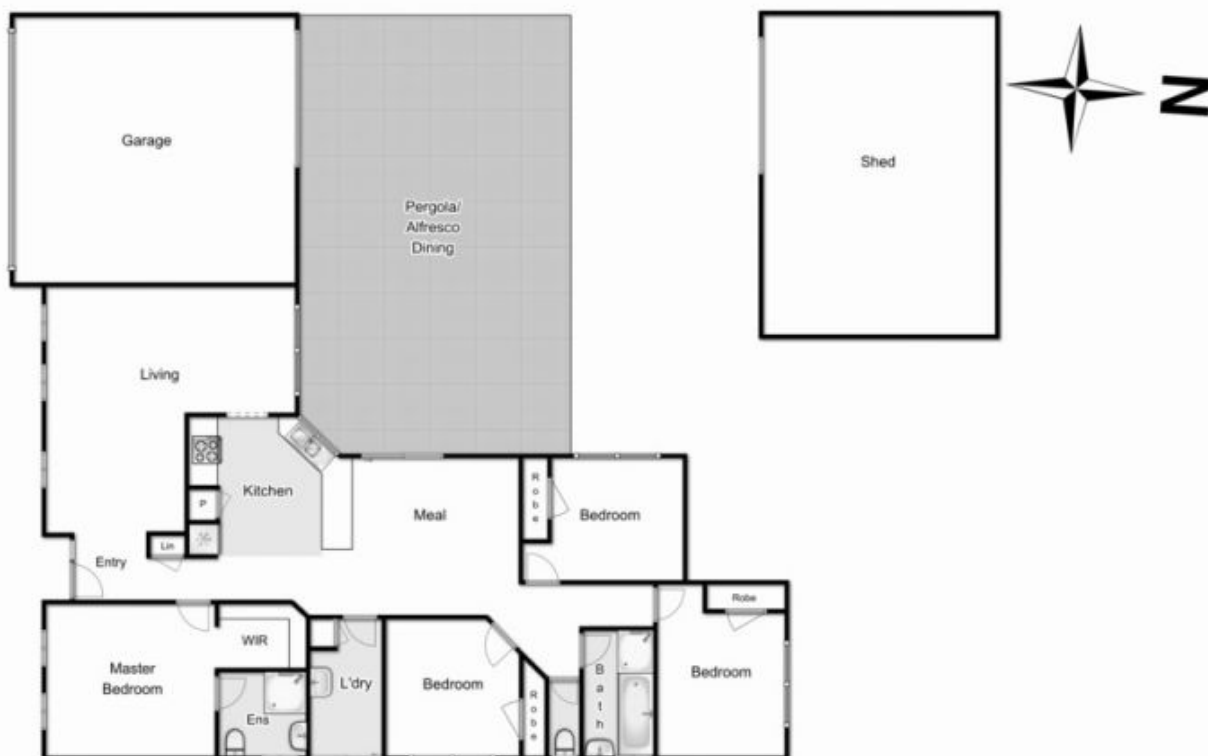 Garage
Pergola/
Alfresco
Dining
Shed
N
Living
Kitchen
P
Meal
Robe
Bedroom
Lin
Entry
Robe
WIR
Master
Bedroom
Ens
L'dry
Bedroom
Robe
Bath
Bedroom